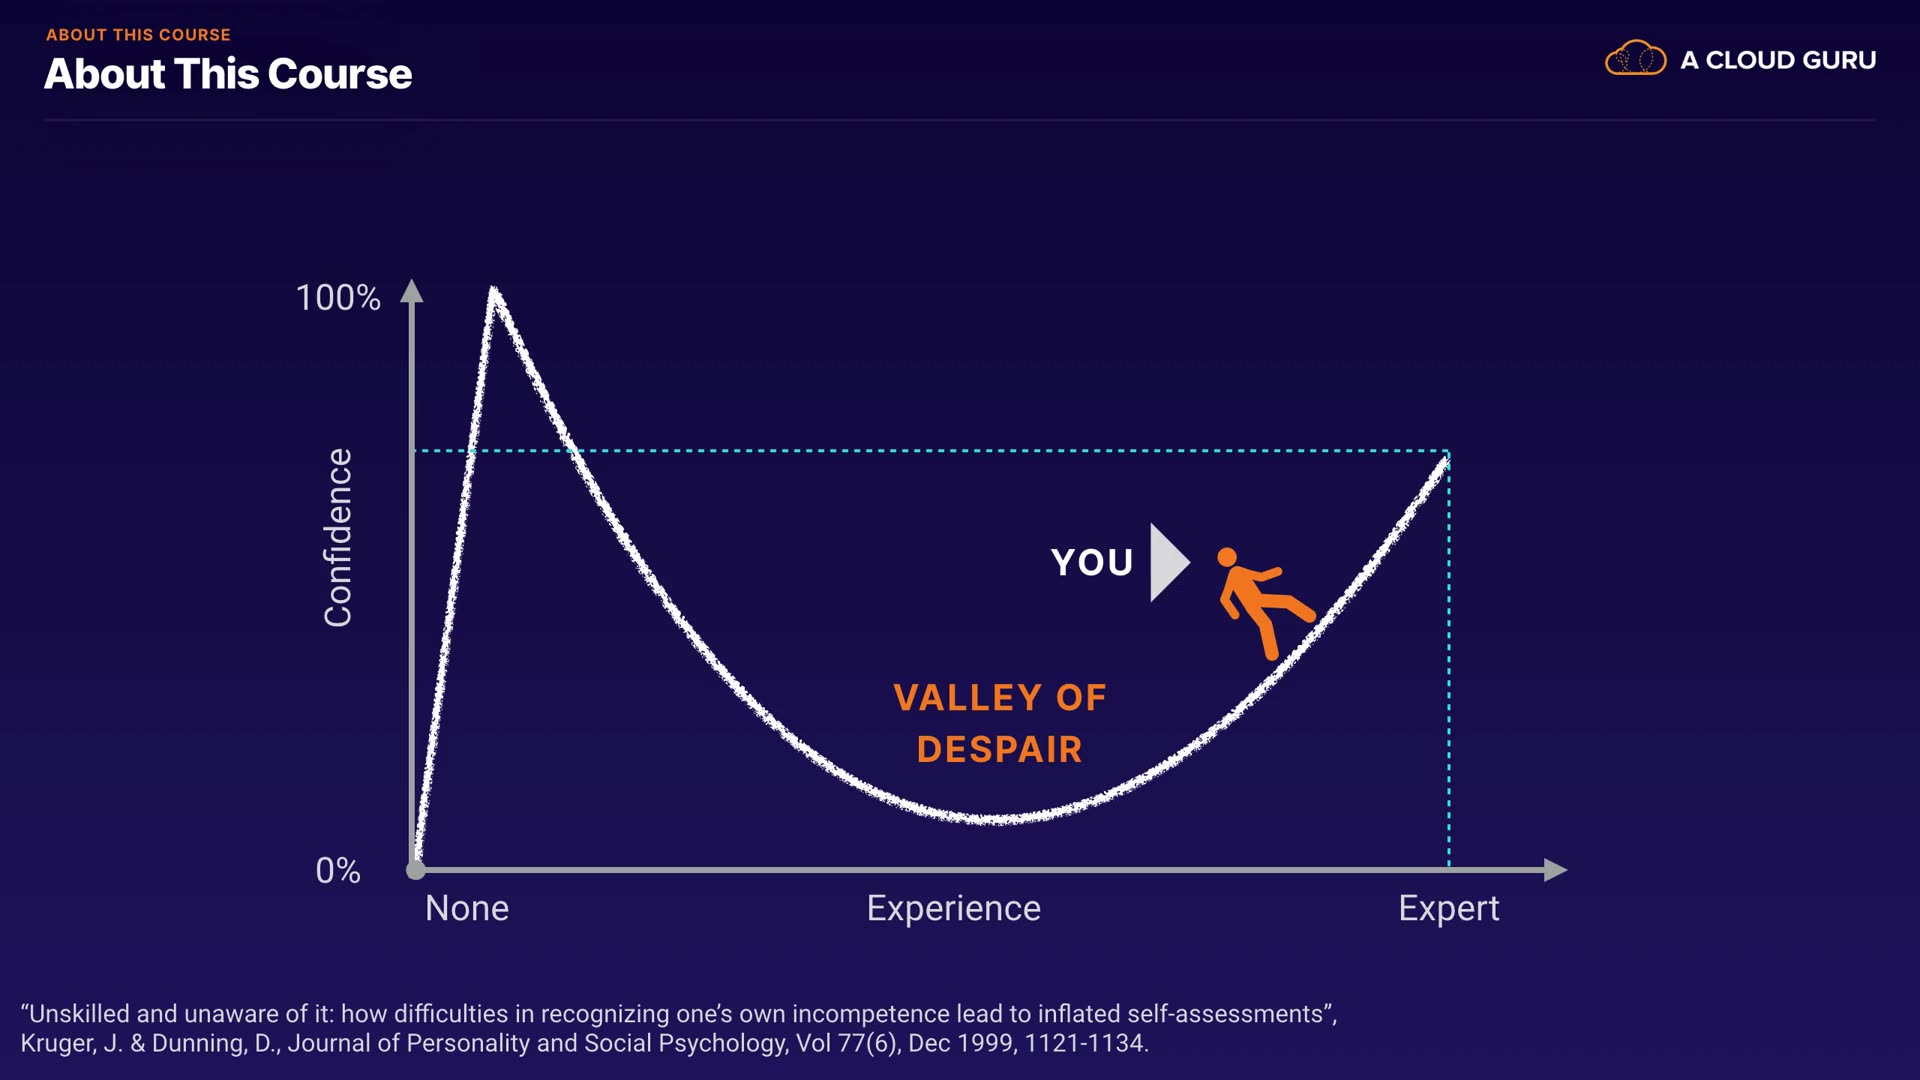 ABOUT THIS COURSE
About This Course
A CLOUD GURU
100%
Confidence
YOU
VALLEY OF
DESPAIR
0%
None
Experience
Expert
“Unskilled and unaware of it: how difficulties in recognizing one’s own incompetence lead to inflated self-assessments”,
Kruger, J. & Dunning, D., Journal of Personality and Social Psychology, Vol 77(6), Dec 1999, 1121-1134.